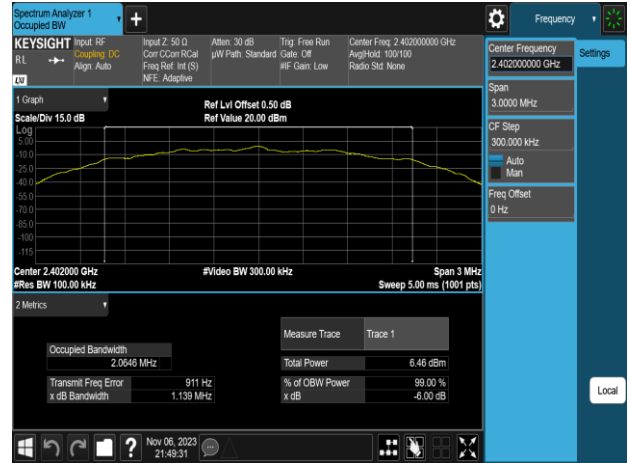 Spectrum Analyzer 1
Occupied BW
Frequency
KEYSIGHT
RL
LXI
Input: RF
Coupling: DC
Align: Auto
Input Z: 50 Ω
Corr CCorr RCal
Freq Ref: Int (S)
NFE: Adaptive
Atten: 30 dB
µW Path: Standard
Trig: Free Run
Gate: Off
#IF Gain: Low
Center Freq: 2.402000000 GHz
Avg|Hold: 100/100
Radio Std: None
1 Graph
Scale/Div 15.0 dB
Ref Lvl Offset 0.50 dB
Ref Value 20.00 dBm
Log
5.00
-10.0
-25.0
-40.0
-55.0
-70.0
-85.0
-100
-115
Center 2.402000 GHz
#Res BW 100.00 kHz
#Video BW 300.00 kHz
Span 3 MHz
Sweep 5.00 ms (1001 pts)
2 Metrics
Occupied Bandwidth
2.0646 MHz
Transmit Freq Error 911 Hz
x dB Bandwidth 1.139 MHz
Measure Trace Trace 1
Total Power 6.46 dBm
% of OBW Power 99.00 %
x dB -6.00 dB
Center Frequency
2.402000000 GHz
Settings
Span
3.0000 MHz
CF Step
300.000 kHz
Auto
Man
Freq Offset
0 Hz
Local
Nov 06, 2023
21:49:31